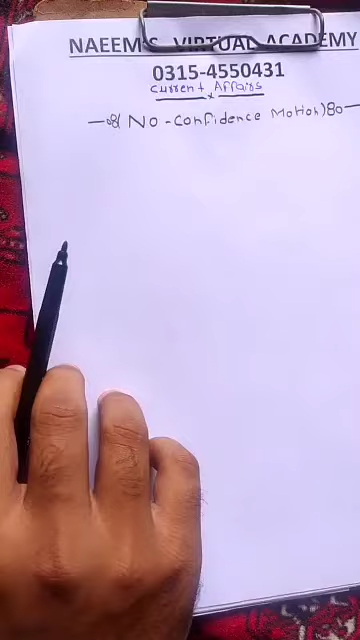 NAEEM'S VIRTUAL ACADEMY
0315-4550431
Current Affairs
No-Confidence Motion